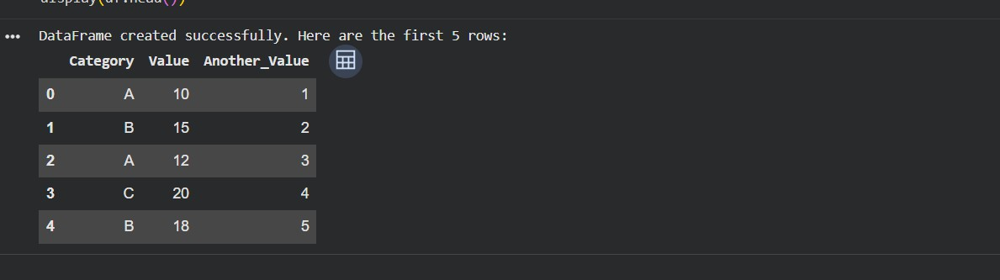 display(df.head())
DataFrame created successfully. Here are the first 5 rows:
Category Value Another_Value
0 A 10 1
1 B 15 2
2 A 12 3
3 C 20 4
4 B 18 5